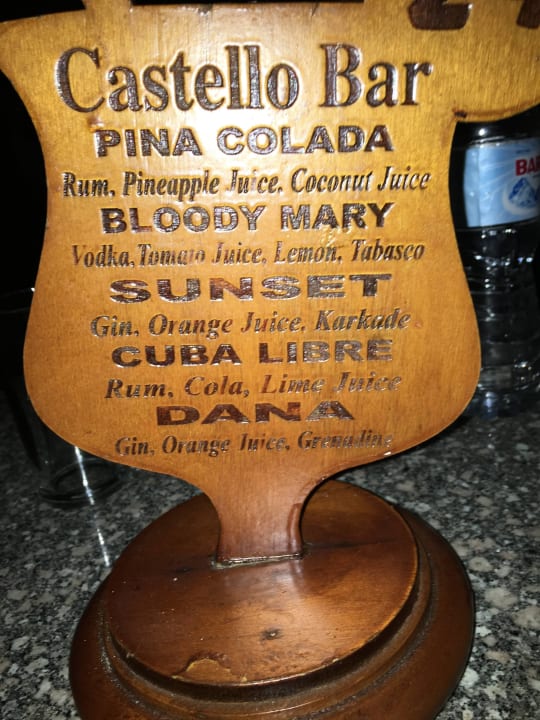 Castello Bar
PINA COLADA
Rum, Pineapple Juice, Coconut Juice
BLOODY MARY
Vodka, Tomato Juice, Lemon, Tabasco
SUNSET
Gin, Orange Juice, Karkade
CUBA LIBRE
Rum, Cola, Lime Juice
DANA
Gin, Orange Juice, Grenadine